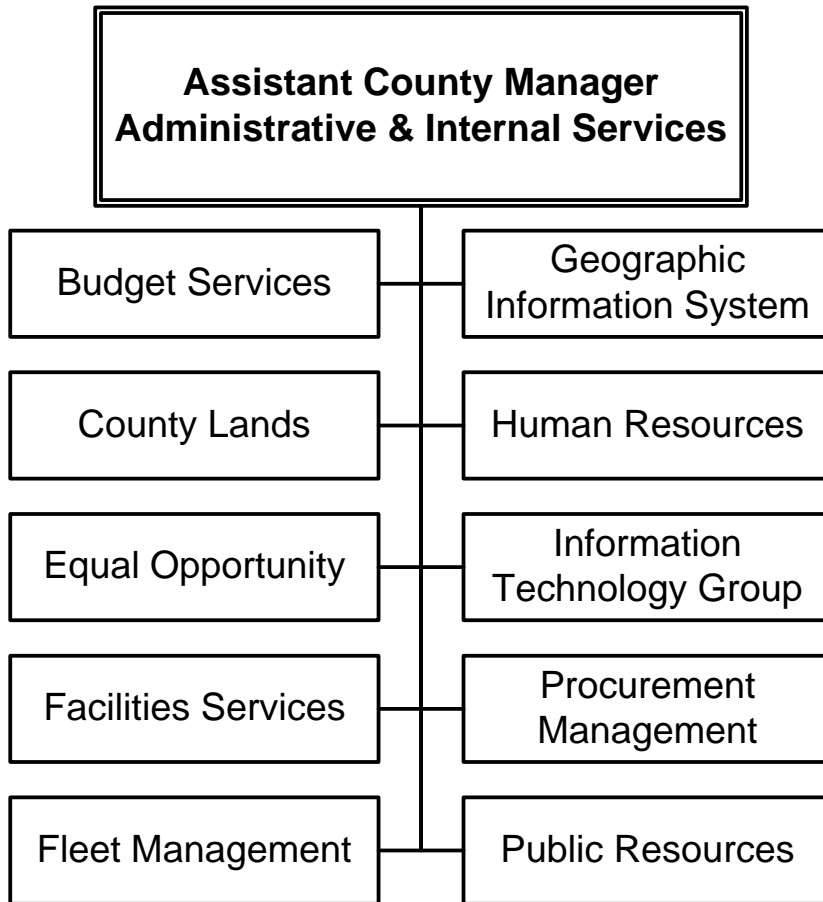 Assistant County Manager
Administrative & Internal Services
Budget Services
Geographic
Information System
County Lands
Human Resources
Equal Opportunity
Information
Technology Group
Facilities Services
Procurement
Management
Fleet Management
Public Resources